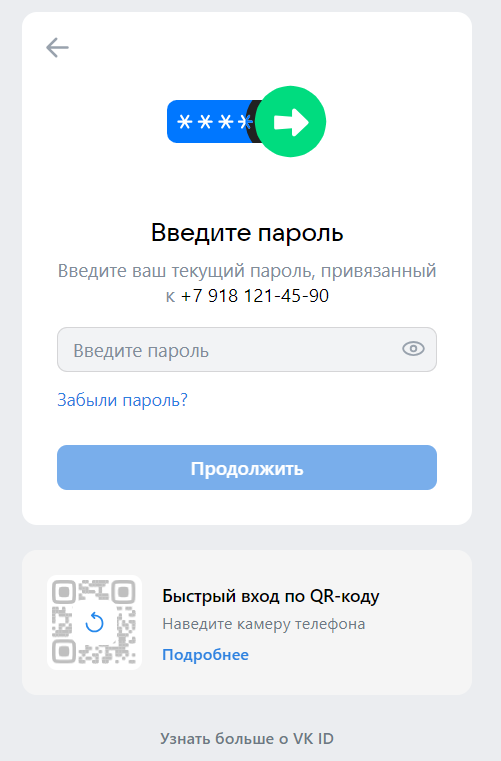 ****
Введите пароль
Введите ваш текущий пароль, привязанный
к +7 918 121-45-90
Введите пароль
Забыли пароль?
Продолжить
Быстрый вход по QR-коду
Наведите камеру телефона
Подробнее
Узнать больше о VK ID